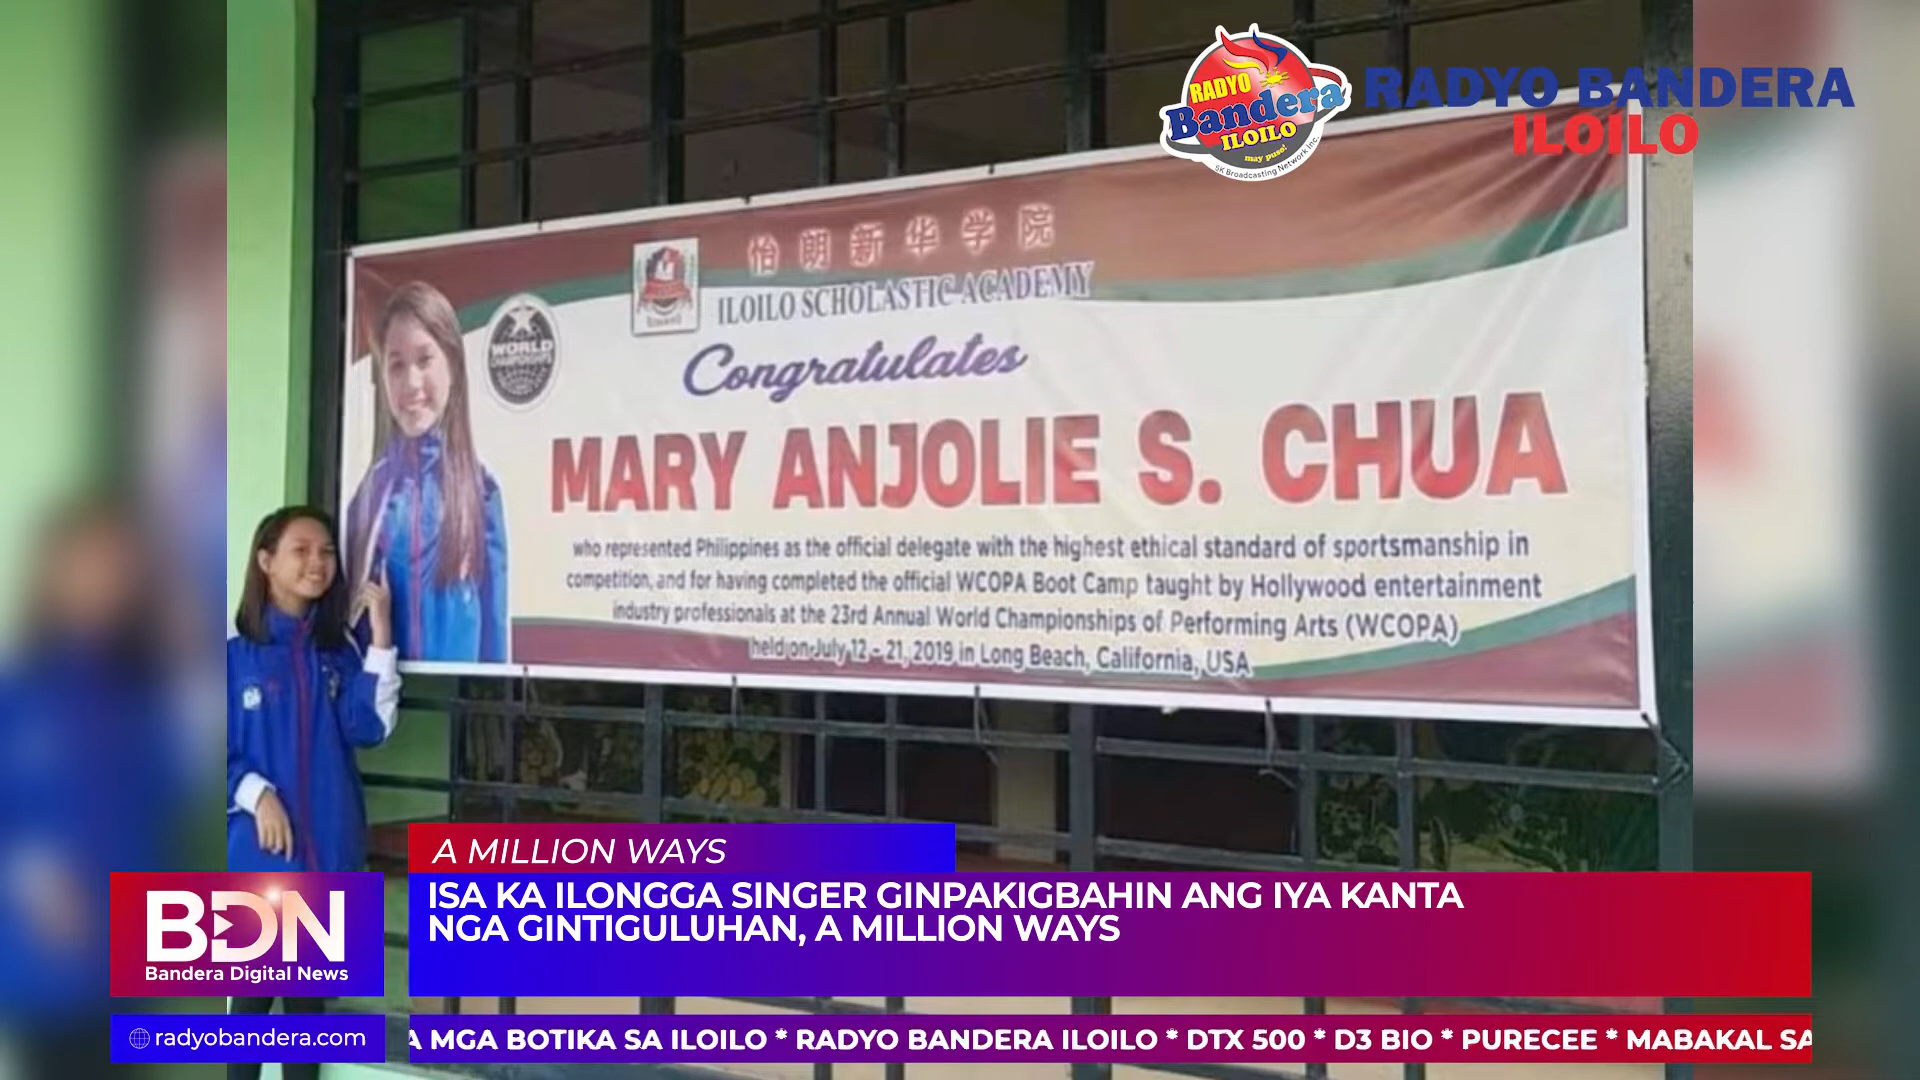 RADYO
Bandera
ILOILO
may puso!
5K Broadcasting Network Inc.
RADYO BANDERA
ILOILO
怡朗新华学院
ILOILO SCHOLASTIC ACADEMY
WORLD
CHAMPIONSHIPS
Congratulates
MARY ANJOLIE S. CHUA
who represented Philippines as the official delegate with the highest ethical standard of sportsmanship in
competition, and for having completed the official WCOPA Boot Camp taught by Hollywood entertainment
industry professionals at the 23rd Annual World Championships of Performing Arts (WCOPA)
held on July 12 - 21, 2019 in Long Beach, California, USA
A MILLION WAYS
ISA KA ILONGGA SINGER GINPAKIGBAHIN ANG IYA KANTA
NGA GINTIGULUHAN, A MILLION WAYS
BDN
Bandera Digital News
radyobandera.com
A MGA BOTIKA SA ILOILO * RADYO BANDERA ILOILO * DTX 500 * D3 BIO * PURECEE * MABAKAL SA